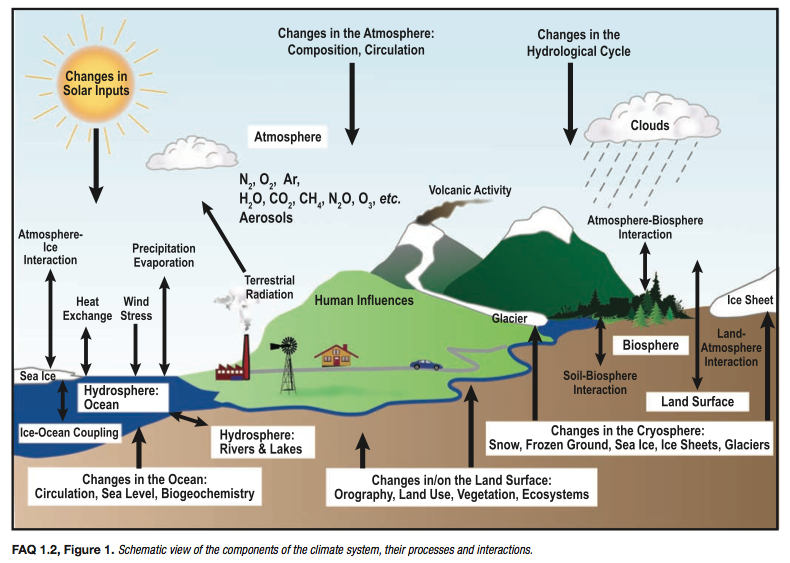 Changes in the Atmosphere:
Composition, Circulation
Changes in the
Hydrological Cycle
Changes in
Solar Inputs
Clouds
Atmosphere
N₂, O₂, Ar,
H₂O, CO₂, CH₄, N₂O, O₃, etc.
Aerosols
Volcanic Activity
Atmosphere-Biosphere
Interaction
Atmosphere-
Ice
Interaction
Precipitation
Evaporation
Terrestrial
Radiation
Heat
Exchange
Wind
Stress
Human Influences
Glacier
Ice Sheet
Land-
Atmosphere
Interaction
Biosphere
Soil-Biosphere
Interaction
Land Surface
Sea Ice
Hydrosphere:
Ocean
Ice-Ocean Coupling
Hydrosphere:
Rivers & Lakes
Changes in the Cryosphere:
Snow, Frozen Ground, Sea Ice, Ice Sheets, Glaciers
Changes in the Ocean:
Circulation, Sea Level, Biogeochemistry
Changes in/on the Land Surface:
Orography, Land Use, Vegetation, Ecosystems
FAQ 1.2, Figure 1. Schematic view of the components of the climate system, their processes and interactions.